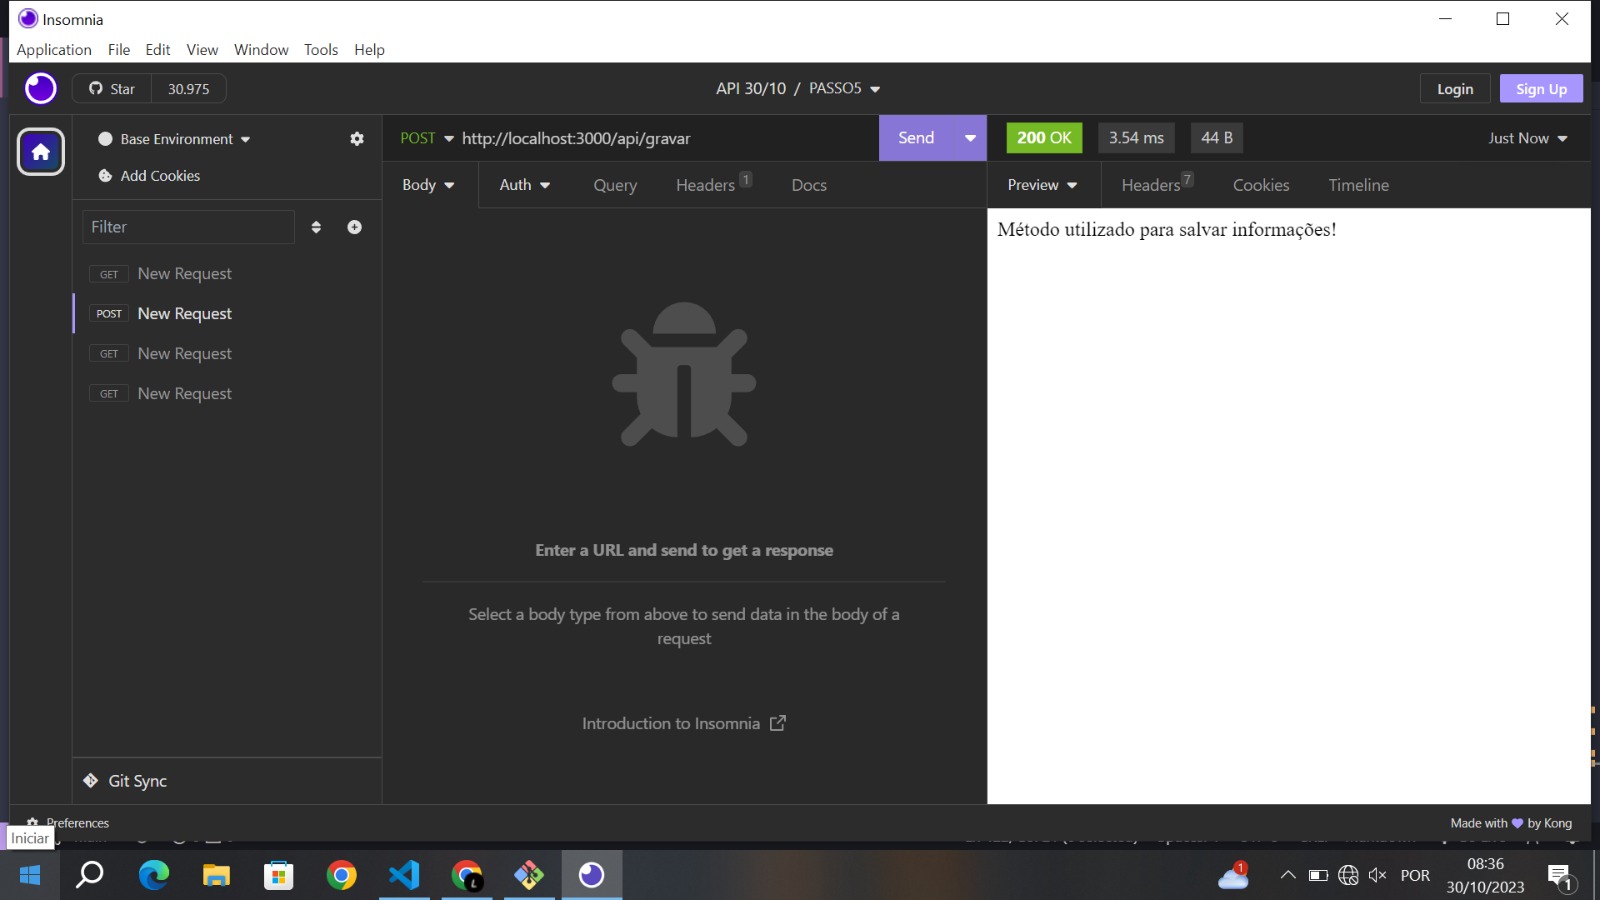 Insomnia
Application File Edit View Window Tools Help
Star 30.975
API 30/10 / PASSO5
Login Sign Up
Base Environment
Add Cookies
POST http://localhost:3000/api/gravar Send
200 OK 3.54 ms 44 B Just Now
Body Auth Query Headers 1 Docs
Preview Headers 7 Cookies Timeline
Filter
GET New Request
POST New Request
GET New Request
GET New Request
Método utilizado para salvar informações!
Enter a URL and send to get a response
Select a body type from above to send data in the body of a
request
Introduction to Insomnia
Git Sync
Preferences
Made with by Kong
Iniciar
1
POR
08:36
30/10/2023
1